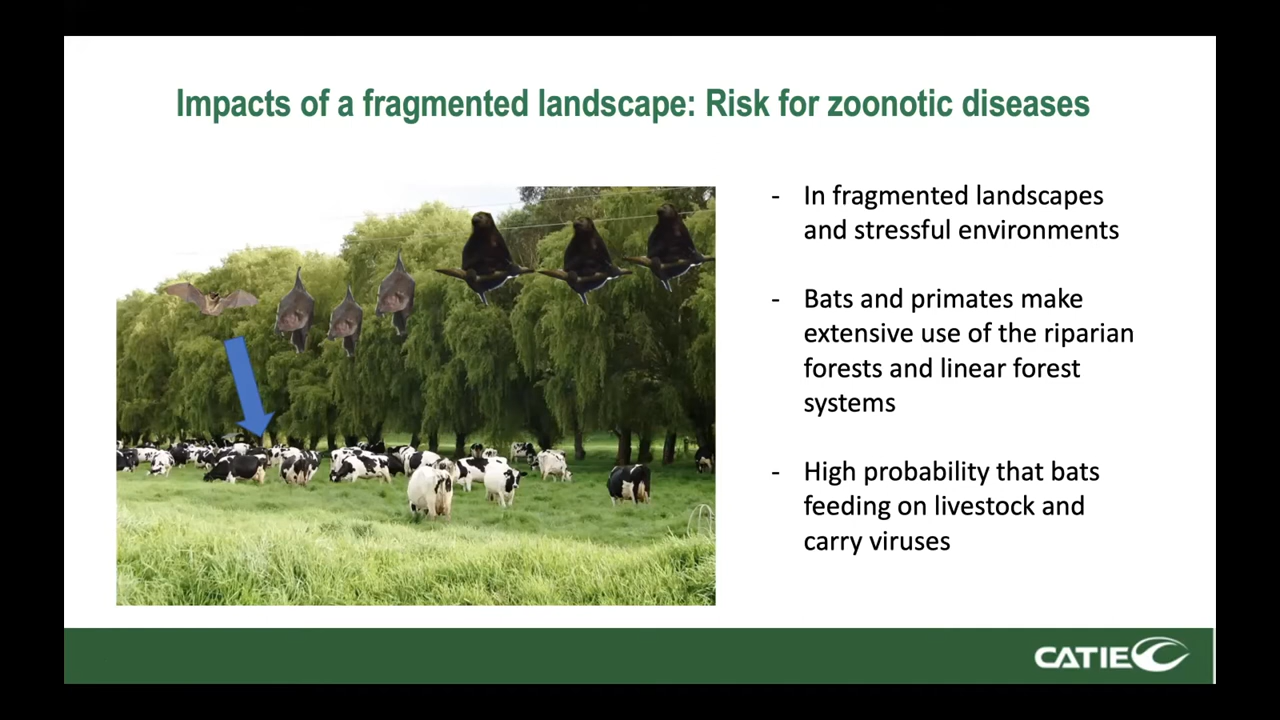 Impacts of a fragmented landscape: Risk for zoonotic diseases
- In fragmented landscapes
and stressful environments
- Bats and primates make
extensive use of the riparian
forests and linear forest
systems
- High probability that bats
feeding on livestock and
carry viruses
CATIE